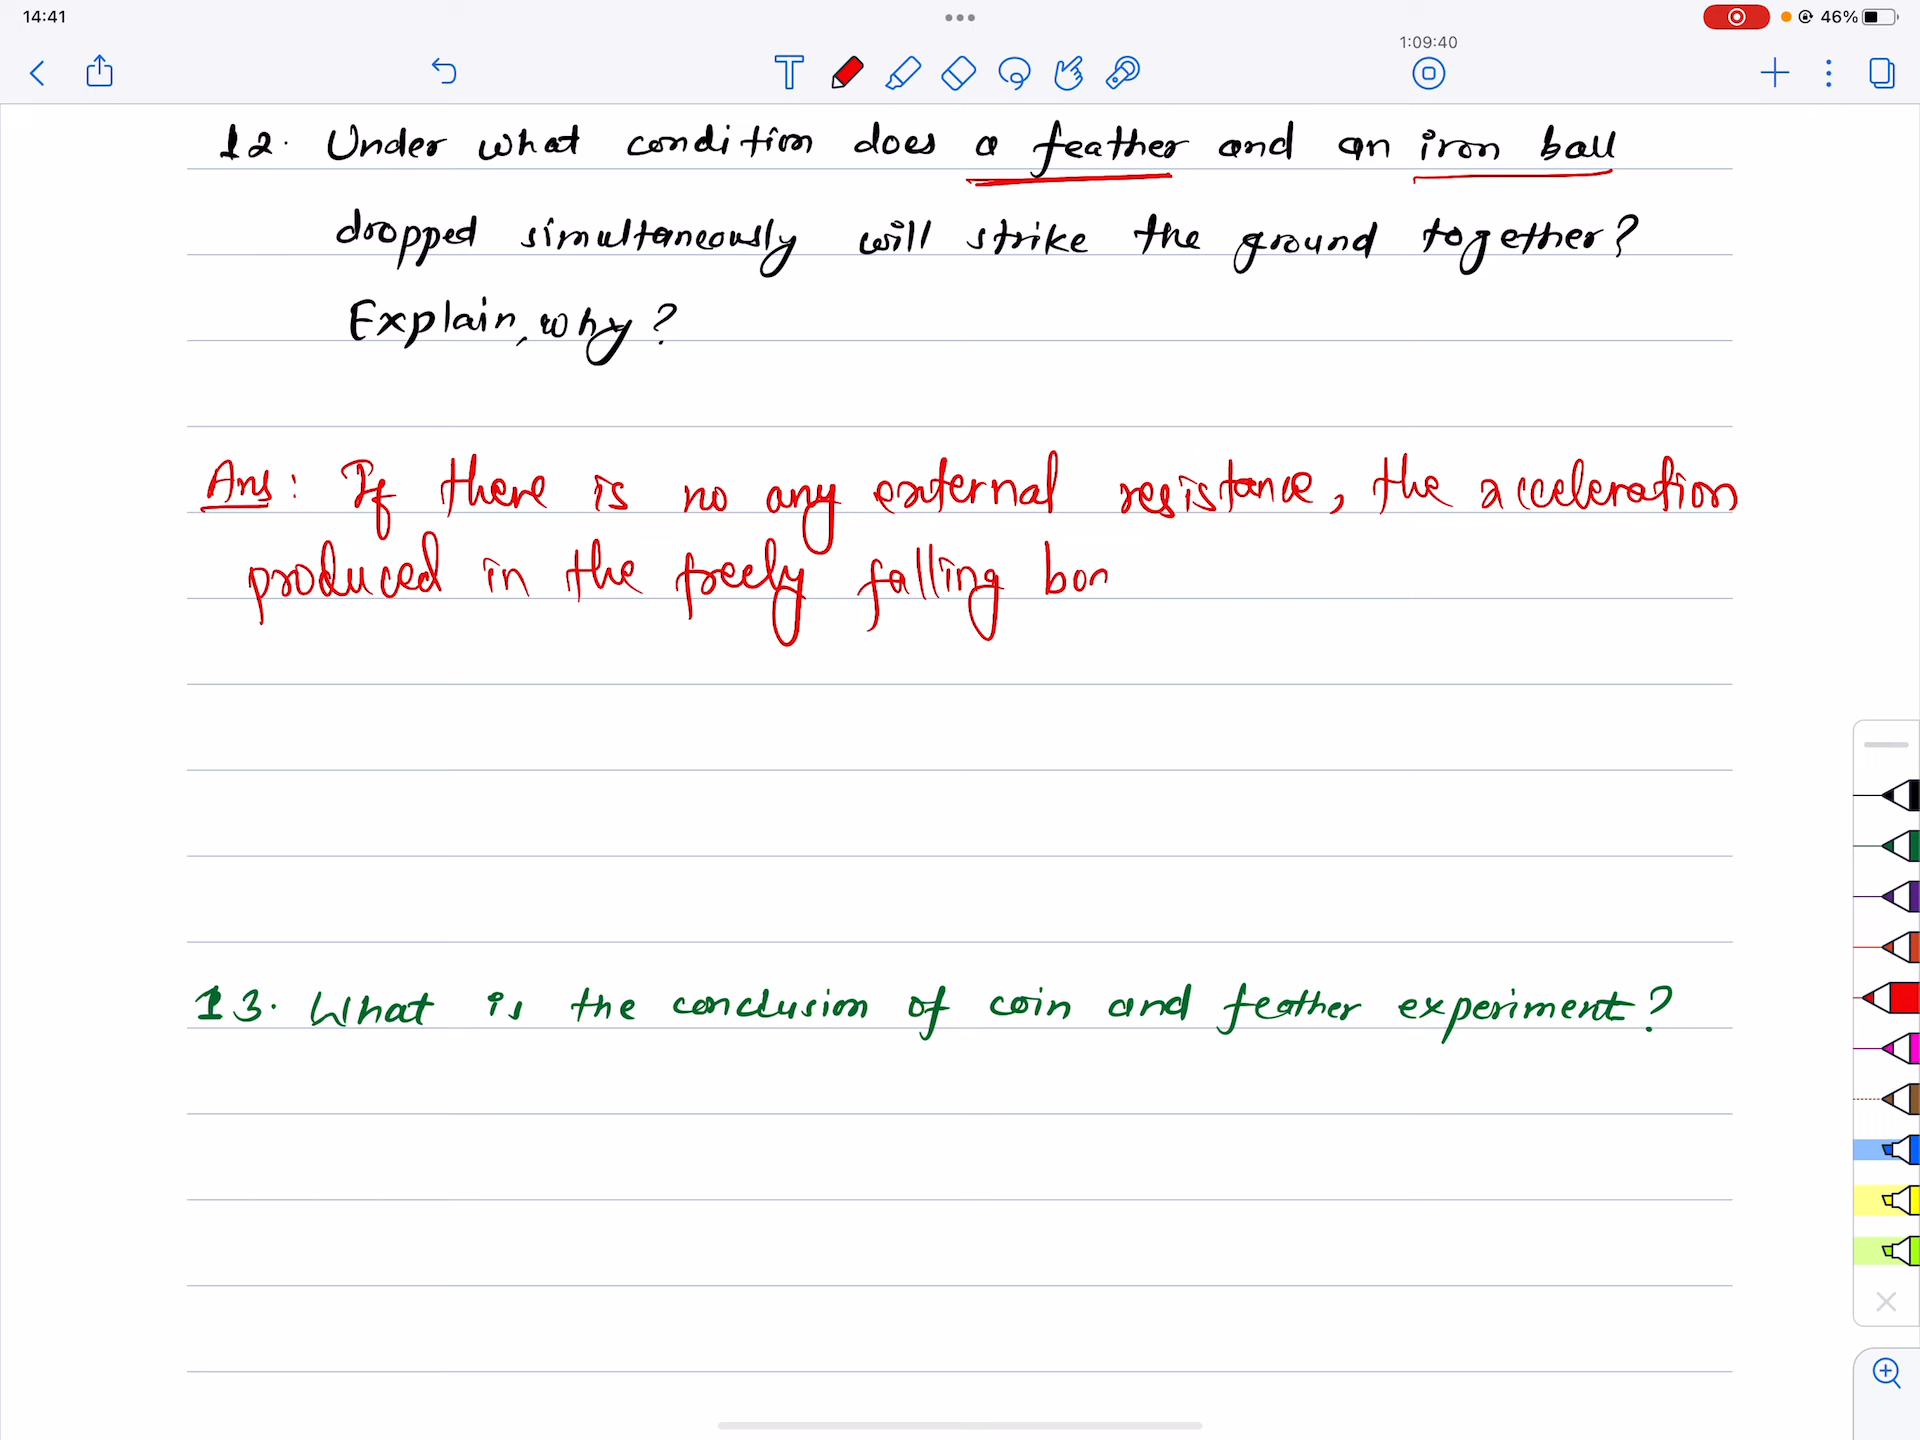 14:41
46%
1:09:40
12. Under what condition does a feather and an iron ball
dropped simultaneously will strike the ground together?
Explain, why?
Ans: If there is no any external resistance, the acceleration
produced in the freely falling bo
13. What is the conclusion of coin and feather experiment?